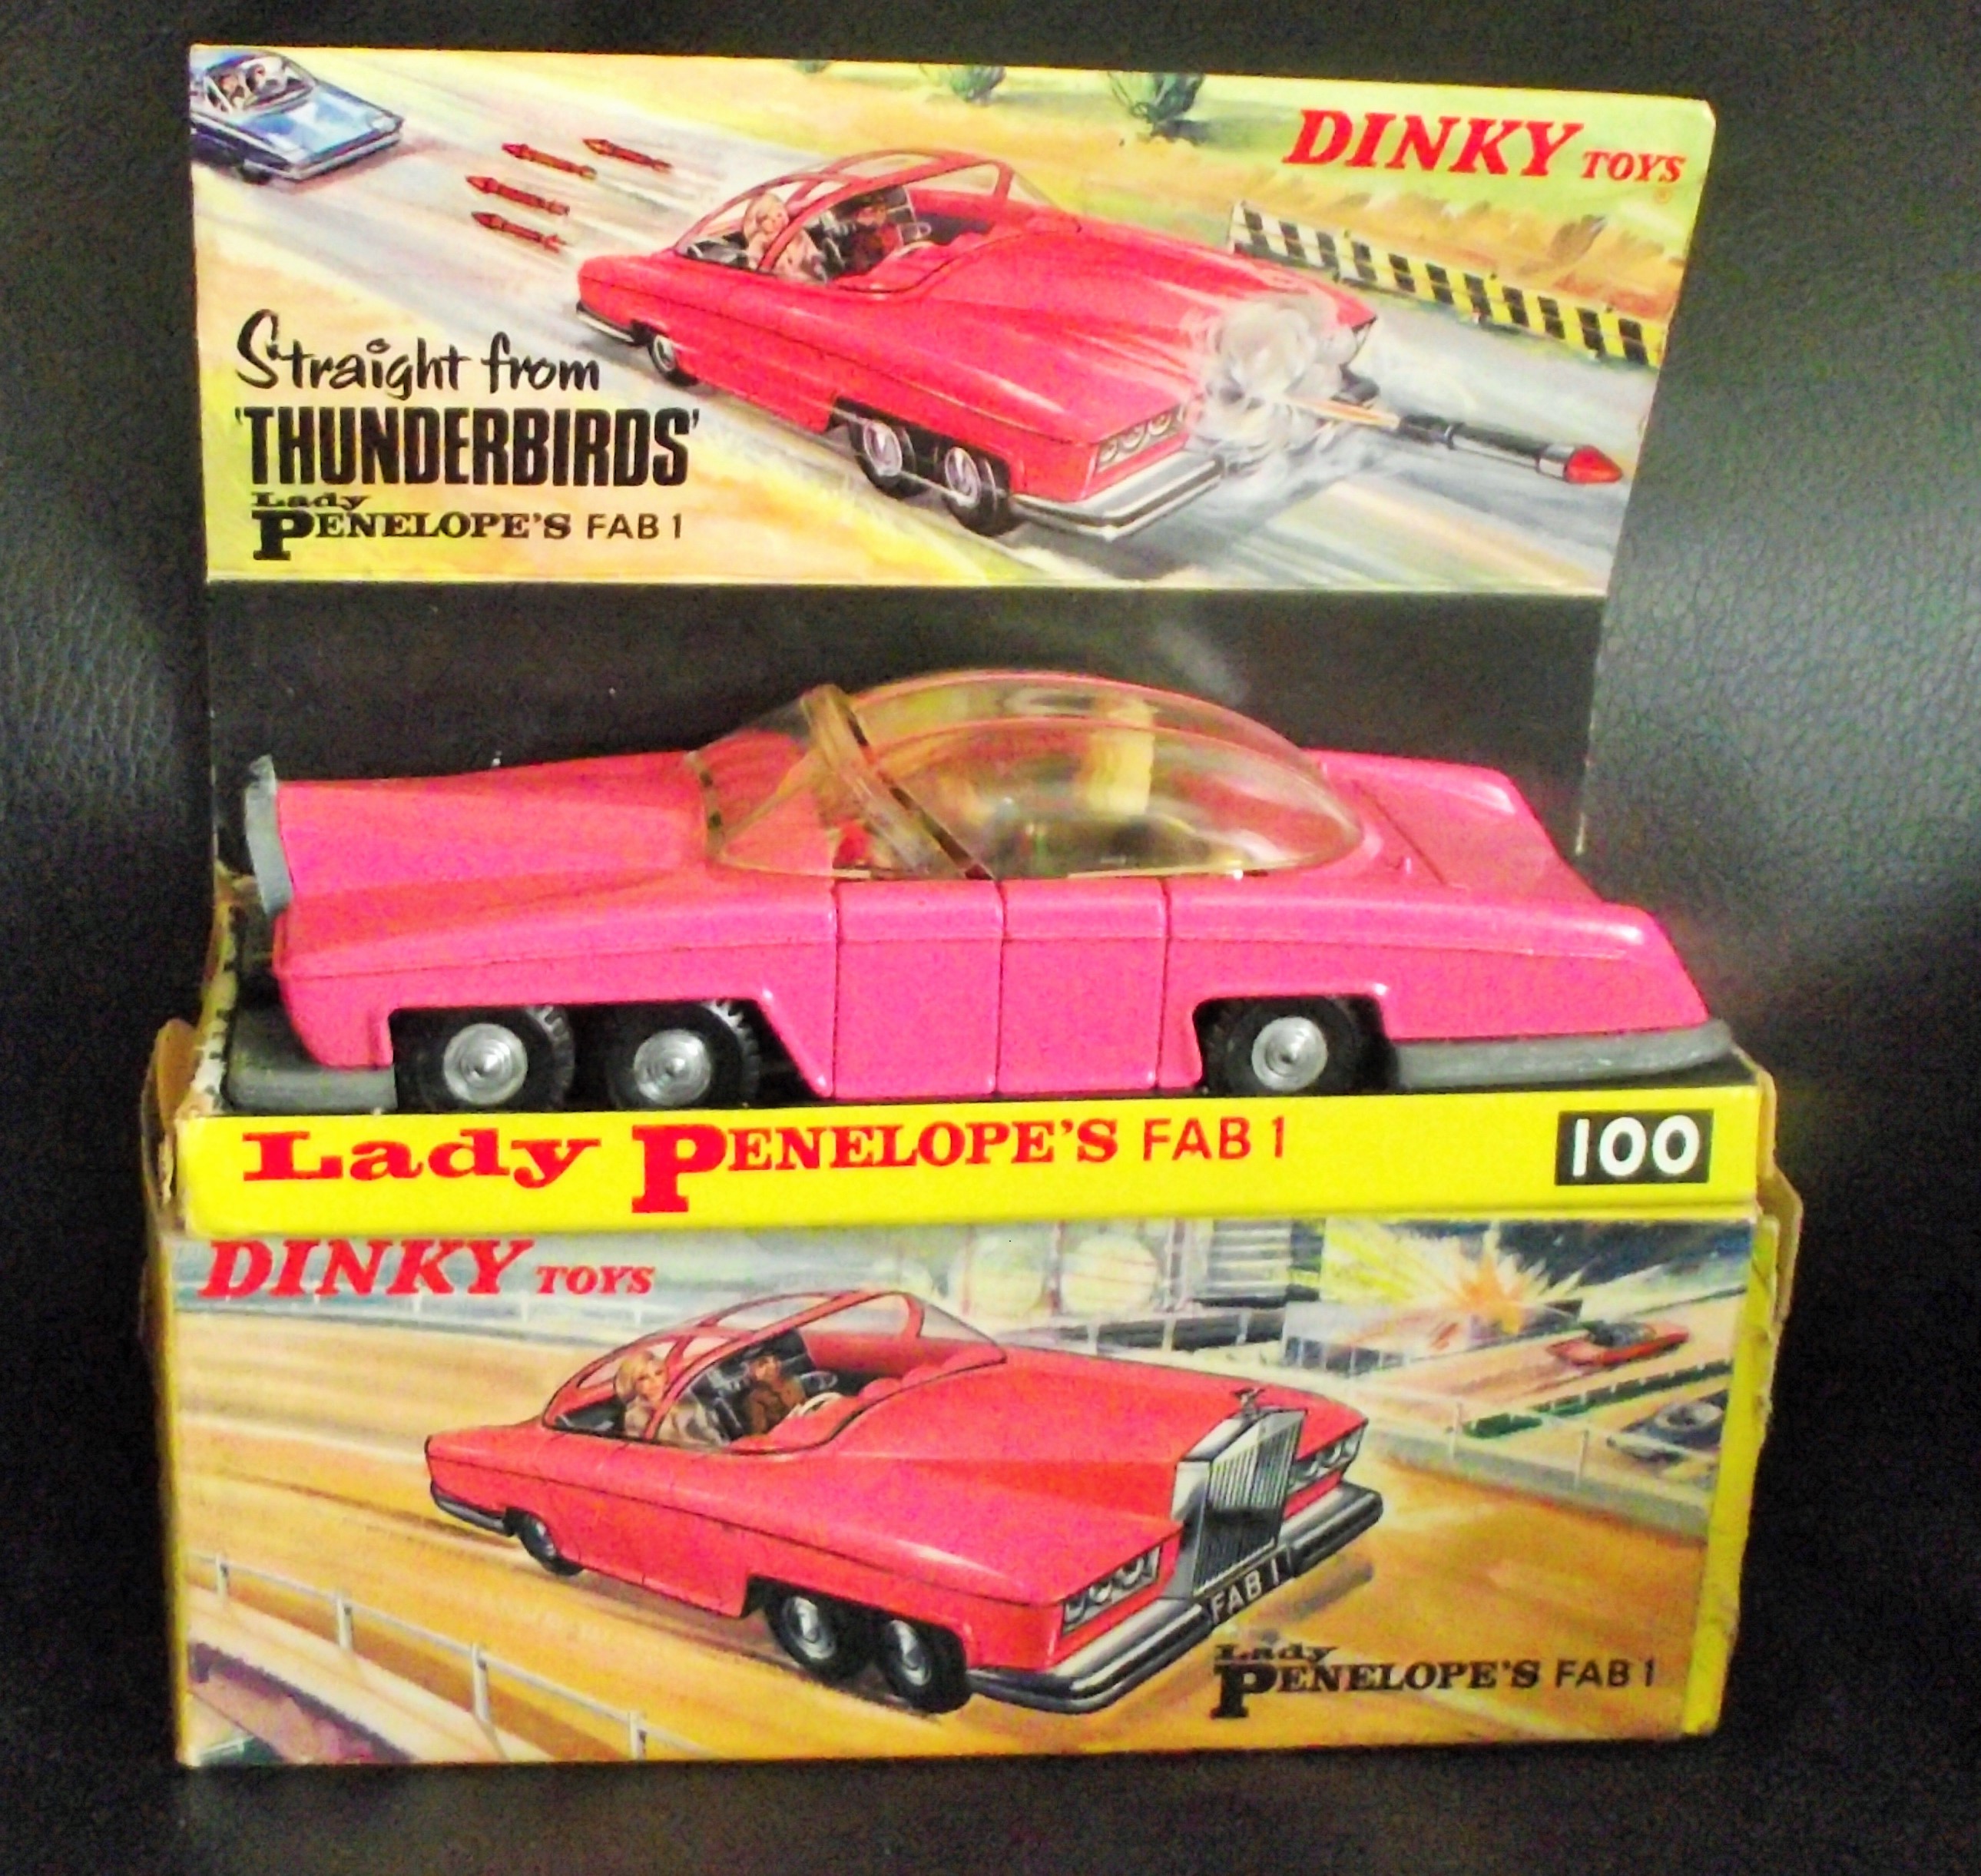 DINKY TOYS
Straight from
'THUNDERBIRDS'
Lady
PENELOPE'S FAB 1
Lady PENELOPE'S FAB 1
100
DINKY TOYS
FAB 1
Lady
PENELOPE'S FAB 1